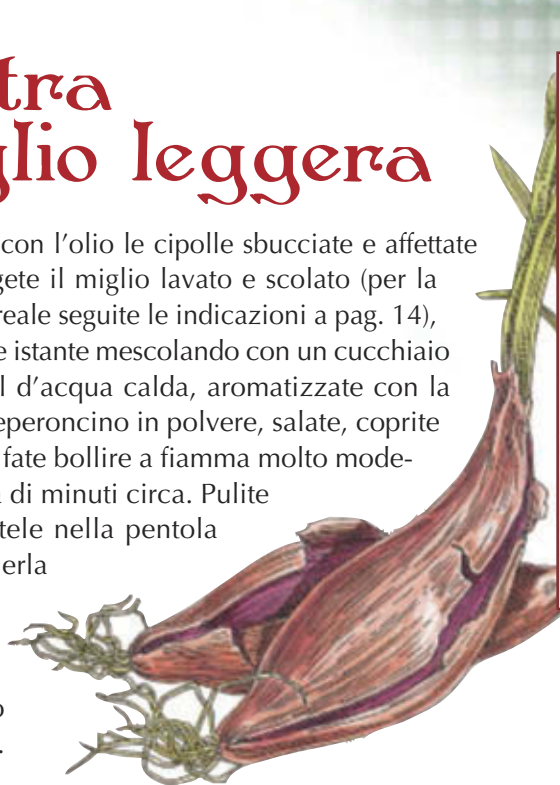 tra
glio leggera
con l'olio le cipolle sbucciate e affettate
gete il miglio lavato e scolato (per la
reale seguite le indicazioni a pag. 14),
e istante mescolando con un cucchiaio
l d'acqua calda, aromatizzate con la
eperoncino in polvere, salate, coprite
fate bollire a fiamma molto mode-
a di minuti circa. Pulite
tele nella pentola
erla
o
.